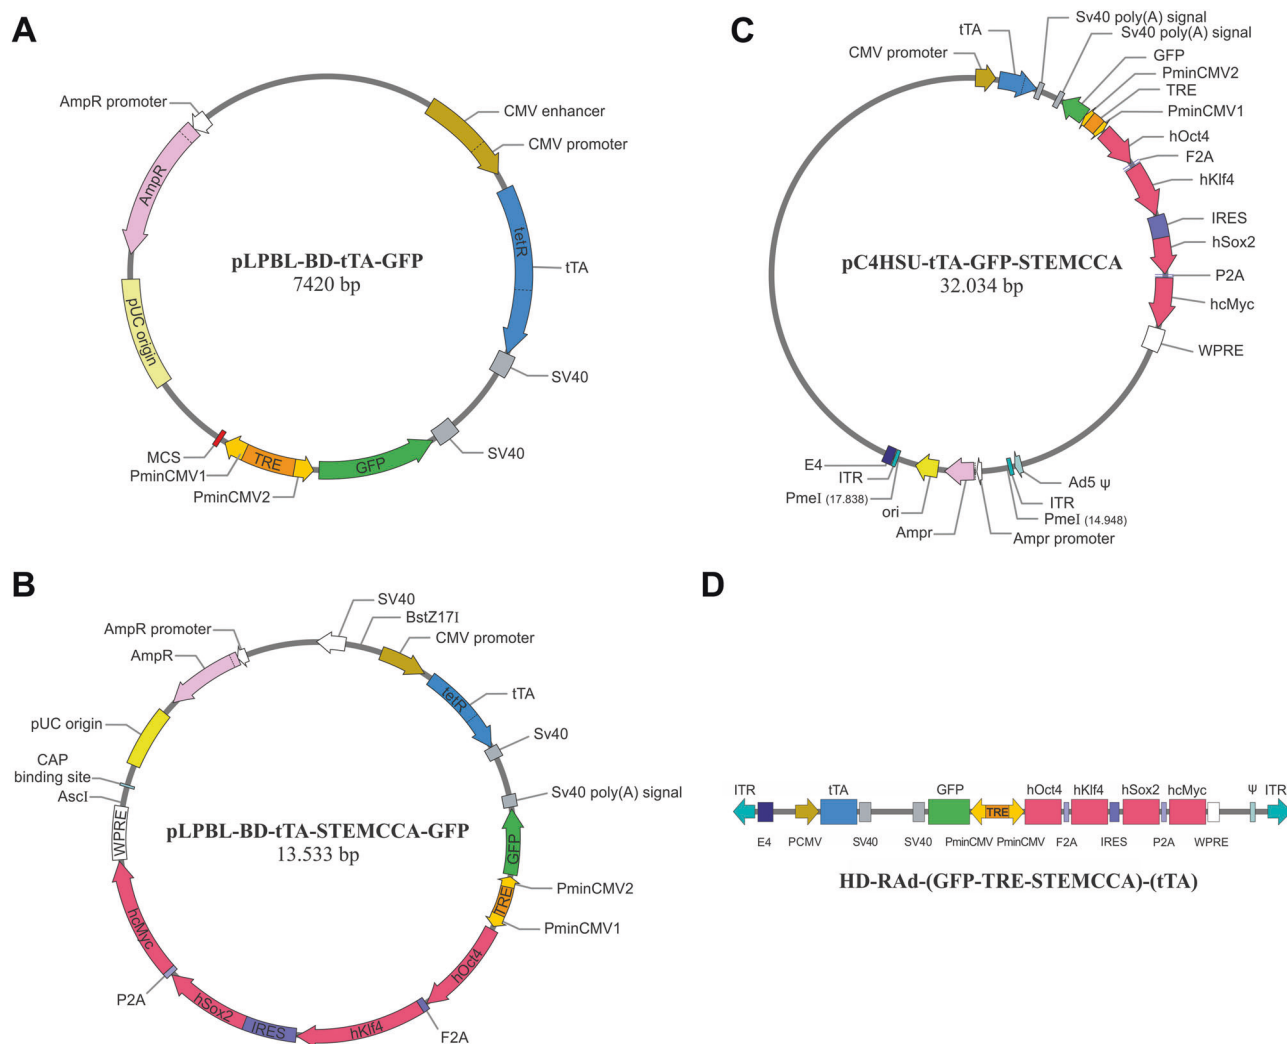 A
AmpR promoter
CMV enhancer
CMV promoter
AmpR
tetR
tTA
pLPBL-BD-tTA-GFP
7420 bp
pUC origin
SV40
SV40
MCS
PminCMV1
TRE
GFP
PminCMV2
C
Sv40 poly(A) signal
Sv40 poly(A) signal
tTA
CMV promoter
GFP
PminCMV2
TRE
PminCMV1
hOct4
F2A
hKlf4
IRES
hSox2
P2A
hcMyc
WPRE
pC4HSU-tTA-GFP-STEMCCA
32.034 bp
E4
ITR
PmeI (17.838)
ori
Ampr
Ampr promoter
PmeI (14.948)
ITR
Ad5 ψ
B
SV40
BstZ17I
AmpR promoter
CMV promoter
AmpR
tetR
tTA
pUC origin
Sv40
CAP
binding site
AscI
Sv40 poly(A) signal
WPRE
pLPBL-BD-tTA-STEMCCA-GFP
13.533 bp
GFP
PminCMV2
TRE
PminCMV1
hcMyc
hOct4
P2A
hSox2
IRES
hKlf4
F2A
D
ITR
tTA
GFP
hOct4 hKlf4 hSox2 hcMyc
Ψ ITR
TRE
E4 PCMV SV40 SV40 PminCMV PminCMV F2A IRES P2A WPRE
HD-RAd-(GFP-TRE-STEMCCA)-(tTA)